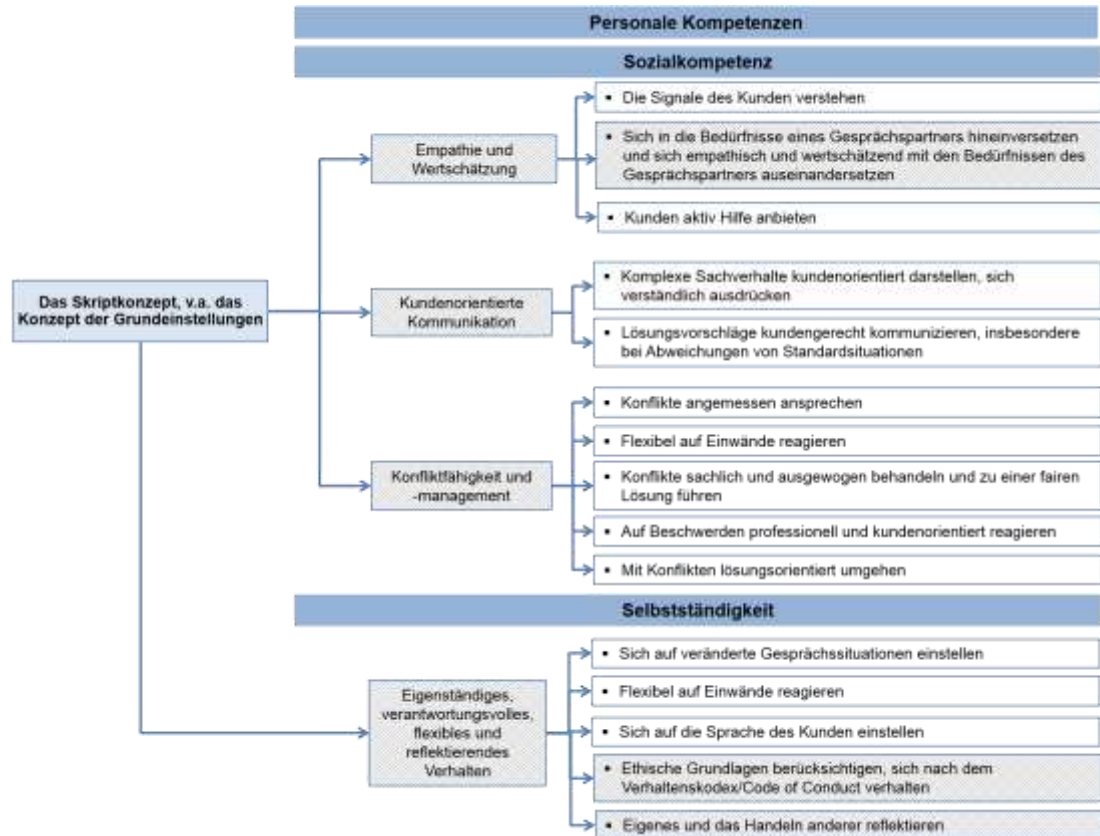 Personale Kompetenzen
Sozialkompetenz
Das Skriptkonzept, v.a. das
Konzept der Grundeinstellungen
Empathie und
Wertschätzung
▪ Die Signale des Kunden verstehen
▪ Sich in die Bedürfnisse eines Gesprächspartners hineinversetzen
und sich empathisch und wertschätzend mit den Bedürfnissen des
Gesprächspartners auseinandersetzen
▪ Kunden aktiv Hilfe anbieten
Kundenorientierte
Kommunikation
▪ Komplexe Sachverhalte kundenorientiert darstellen, sich
verständlich ausdrücken
▪ Lösungsvorschläge kundengerecht kommunizieren, insbesondere
bei Abweichungen von Standardsituationen
Konfliktfähigkeit und
-management
▪ Konflikte angemessen ansprechen
▪ Flexibel auf Einwände reagieren
▪ Konflikte sachlich und ausgewogen behandeln und zu einer fairen
Lösung führen
▪ Auf Beschwerden professionell und kundenorientiert reagieren
▪ Mit Konflikten lösungsorientiert umgehen
Selbstständigkeit
Eigenständiges,
verantwortungsvolles,
flexibles und
reflektierendes
Verhalten
▪ Sich auf veränderte Gesprächssituationen einstellen
▪ Flexibel auf Einwände reagieren
▪ Sich auf die Sprache des Kunden einstellen
▪ Ethische Grundlagen berücksichtigen, sich nach dem
Verhaltenskodex/Code of Conduct verhalten
▪ Eigenes und das Handeln anderer reflektieren